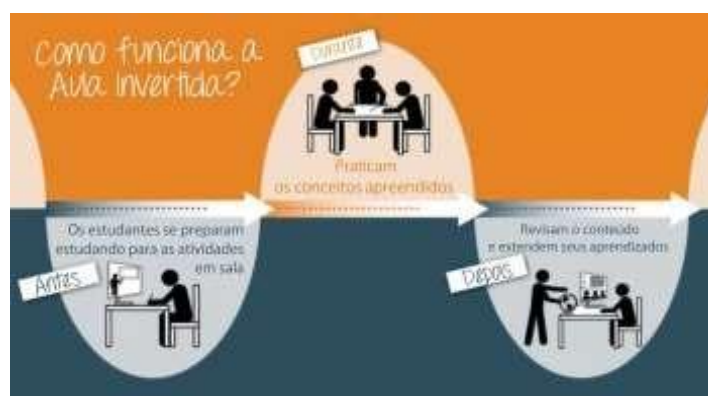 Como funciona a
Aula Invertida?
Durante
Praticam
os conceitos apreendidos
Os estudantes se preparam
estudando para as atividades
em sala
Antes
Revisam o conteúdo
e extendem seus aprendizados
Depois